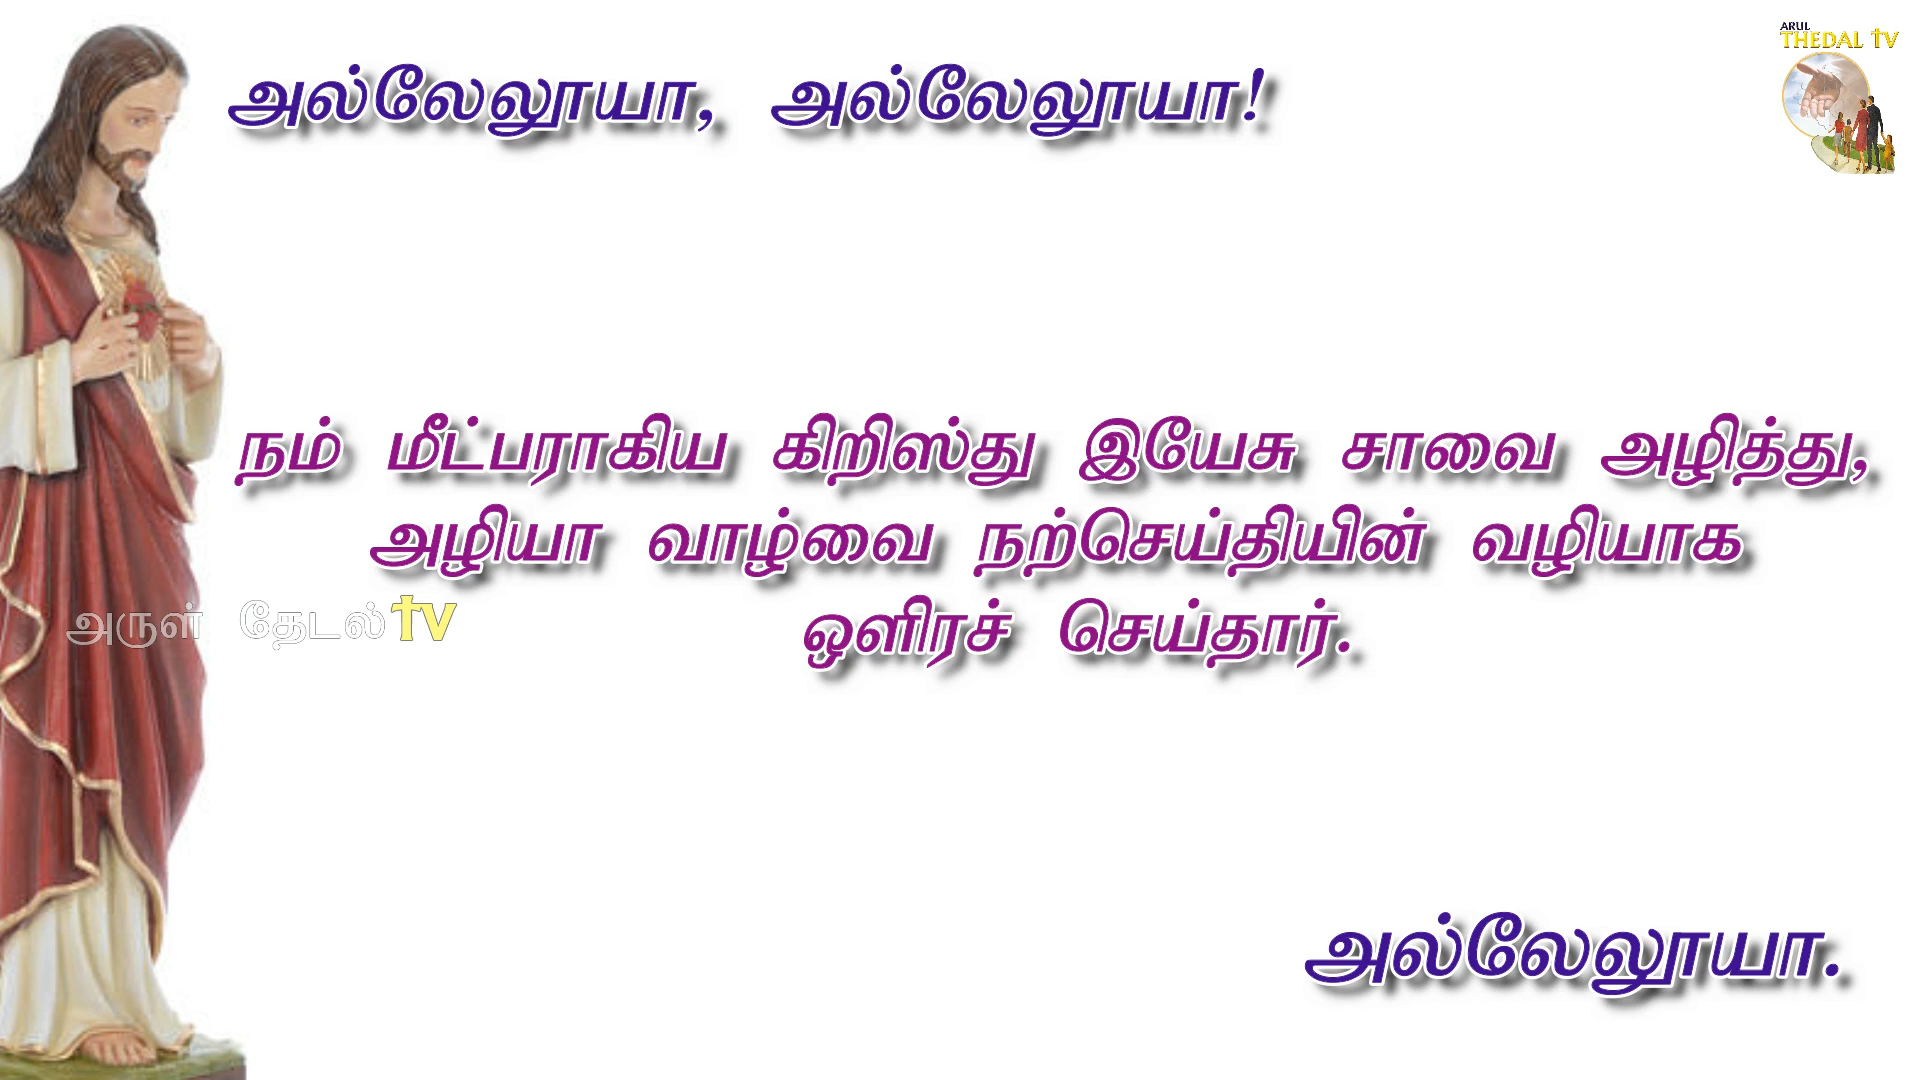 ARUL
THEDAL TV
அல்லேலூயா, அல்லேலூயா!
நம் மீட்பராகிய கிறிஸ்து இயேசு சாவை அழித்து,
அழியா வாழ்வை நற்செய்தியின் வழியாக
ஒளிரச் செய்தார்.
அருள் தேடல் TV
அல்லேலூயா.